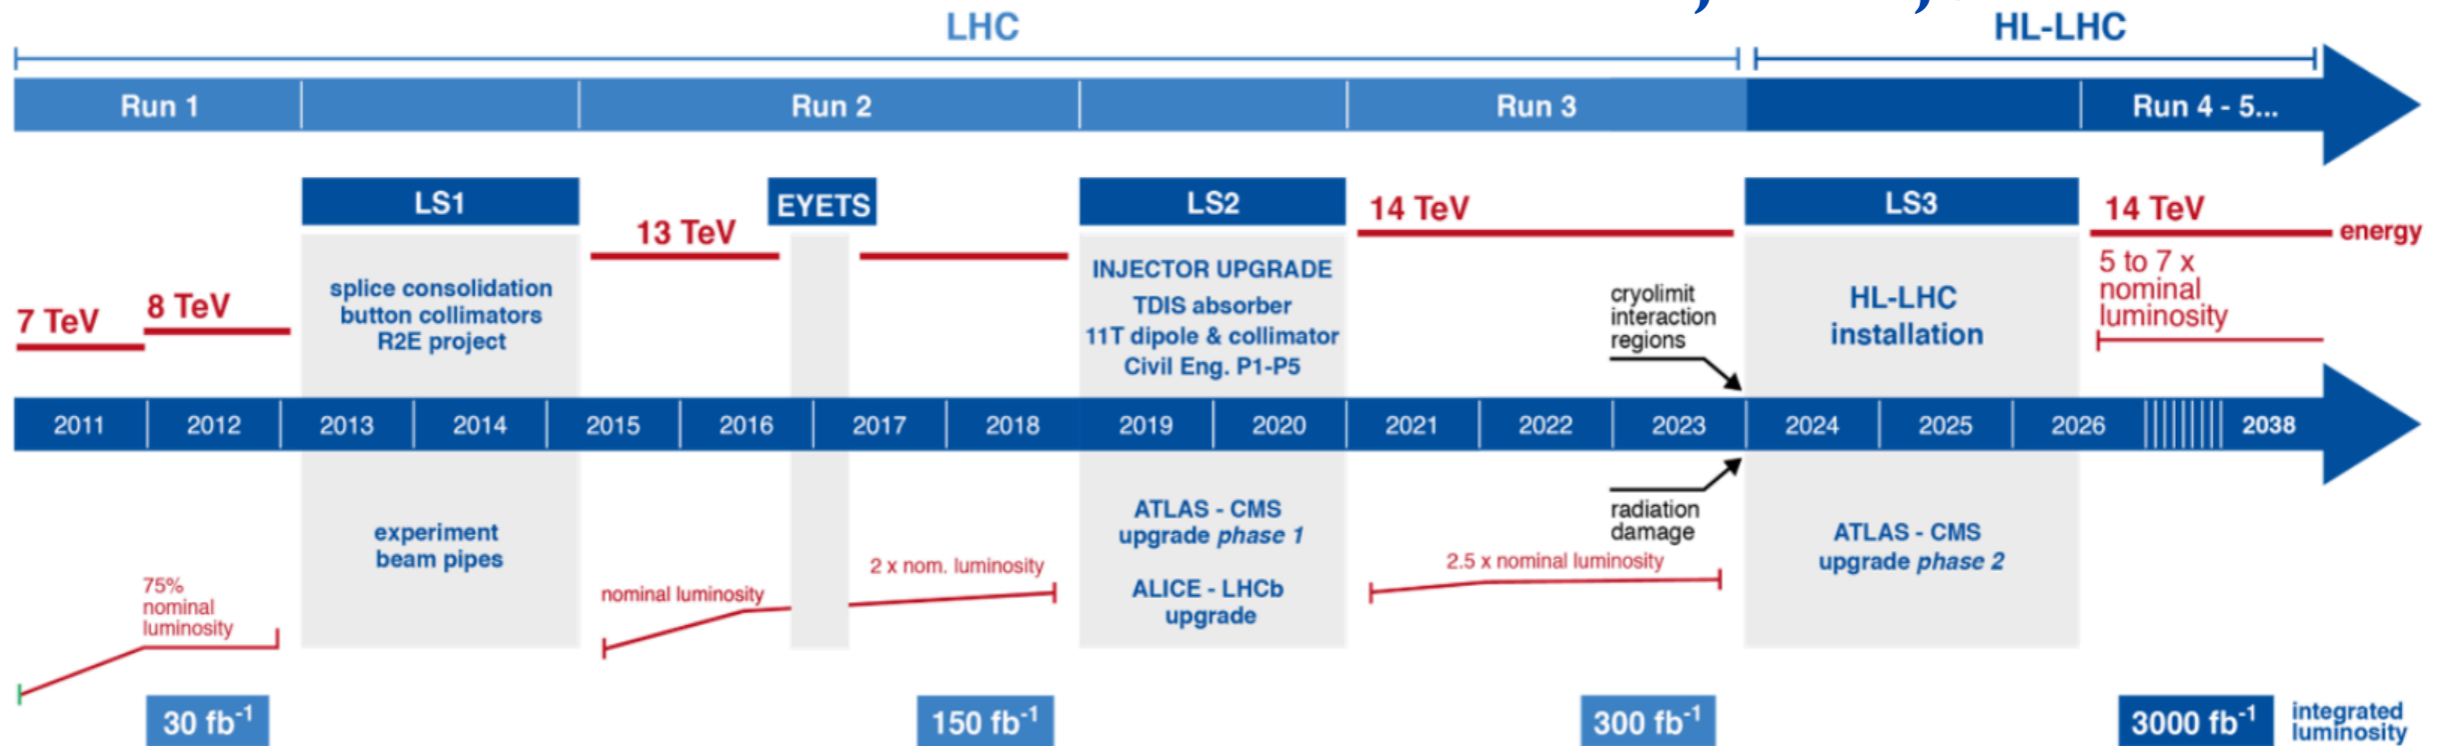 LHC
HL-LHC
Run 1
Run 2
Run 3
Run 4 - 5...
LS1
EYETS
LS2
LS3
7 TeV
8 TeV
13 TeV
14 TeV
14 TeV
energy
splice consolidation
button collimators
R2E project
INJECTOR UPGRADE
TDIS absorber
11T dipole & collimator
Civil Eng. P1-P5
cryolimit
interaction
regions
HL-LHC
installation
5 to 7 x
nominal
luminosity
2011 2012 2013 2014 2015 2016 2017 2018 2019 2020 2021 2022 2023 2024 2025 2026 2038
experiment
beam pipes
ATLAS - CMS
upgrade phase 1
ALICE - LHCb
upgrade
radiation
damage
ATLAS - CMS
upgrade phase 2
75%
nominal
luminosity
nominal luminosity
2 x nom. luminosity
2.5 x nominal luminosity
30 fb⁻¹
150 fb⁻¹
300 fb⁻¹
3000 fb⁻¹
integrated
luminosity